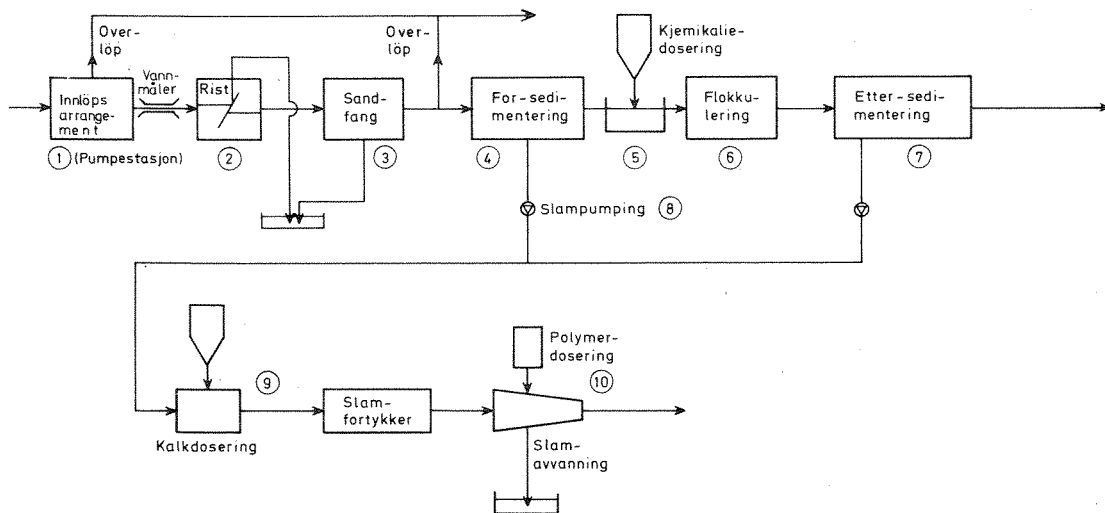 Over-
löp
Over-
löp
Kjemikalie-
dosering
Vann-
måler
Innlöps
arrange-
ment
Rist
Sand-
fang
For-sedi-
mentering
Flokku-
lering
Etter-sedi-
mentering
1 (Pumpestasjon)
2
3
4
5
6
7
Slampumping 8
Polymer-
dosering
9
10
Slam-
fortykker
Kalkdosering
Slam-
avvanning